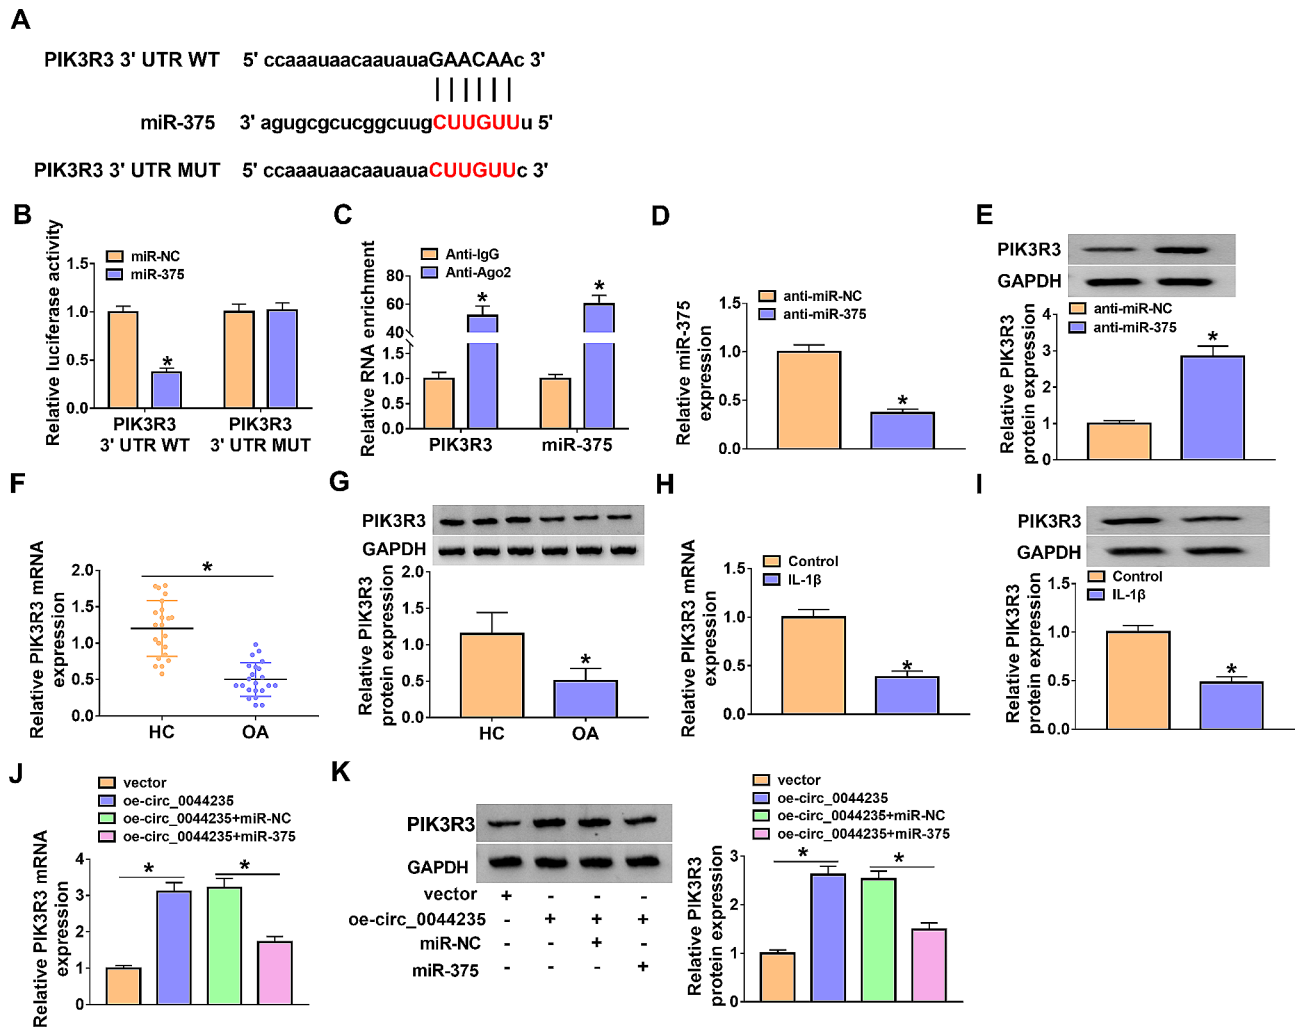 A
PIK3R3 3' UTR WT 5' ccaaauaacaauauaGAACAAc 3'
miR-375 3' agugcgcucggcuugCUUGUUu 5'
PIK3R3 3' UTR MUT 5' ccaaauaacaauauaCUUGUUc 3'
B
miR-NC
miR-375
Relative luciferase activity
1.5
1.0
0.5
0.0
*
PIK3R3
3' UTR WT
PIK3R3
3' UTR MUT
C
Anti-IgG
Anti-Ago2
Relative RNA enrichment
80
60
40
1.5
1.0
0.5
0.0
*
*
PIK3R3
miR-375
D
anti-miR-NC
anti-miR-375
Relative miR-375
expression
1.5
1.0
0.5
0.0
*
E
PIK3R3
GAPDH
anti-miR-NC
anti-miR-375
Relative PIK3R3
protein expression
4
3
2
1
0
*
F
Relative PIK3R3 mRNA
expression
2.0
1.5
1.0
0.5
0.0
*
HC
OA
G
PIK3R3
GAPDH
Relative PIK3R3
protein expression
2.0
1.5
1.0
0.5
0.0
*
HC
OA
H
Control
IL-1β
Relative PIK3R3 mRNA
expression
1.5
1.0
0.5
0.0
*
I
PIK3R3
GAPDH
Control
IL-1β
Relative PIK3R3
protein expression
1.5
1.0
0.5
0.0
*
J
vector
oe-circ_0044235
oe-circ_0044235+miR-NC
oe-circ_0044235+miR-375
Relative PIK3R3 mRNA
expression
4
3
2
1
0
*
*
K
PIK3R3
GAPDH
vector + - - -
oe-circ_0044235 - + + +
miR-NC - - + -
miR-375 - - - +
vector
oe-circ_0044235
oe-circ_0044235+miR-NC
oe-circ_0044235+miR-375
Relative PIK3R3
protein expression
3
2
1
0
*
*